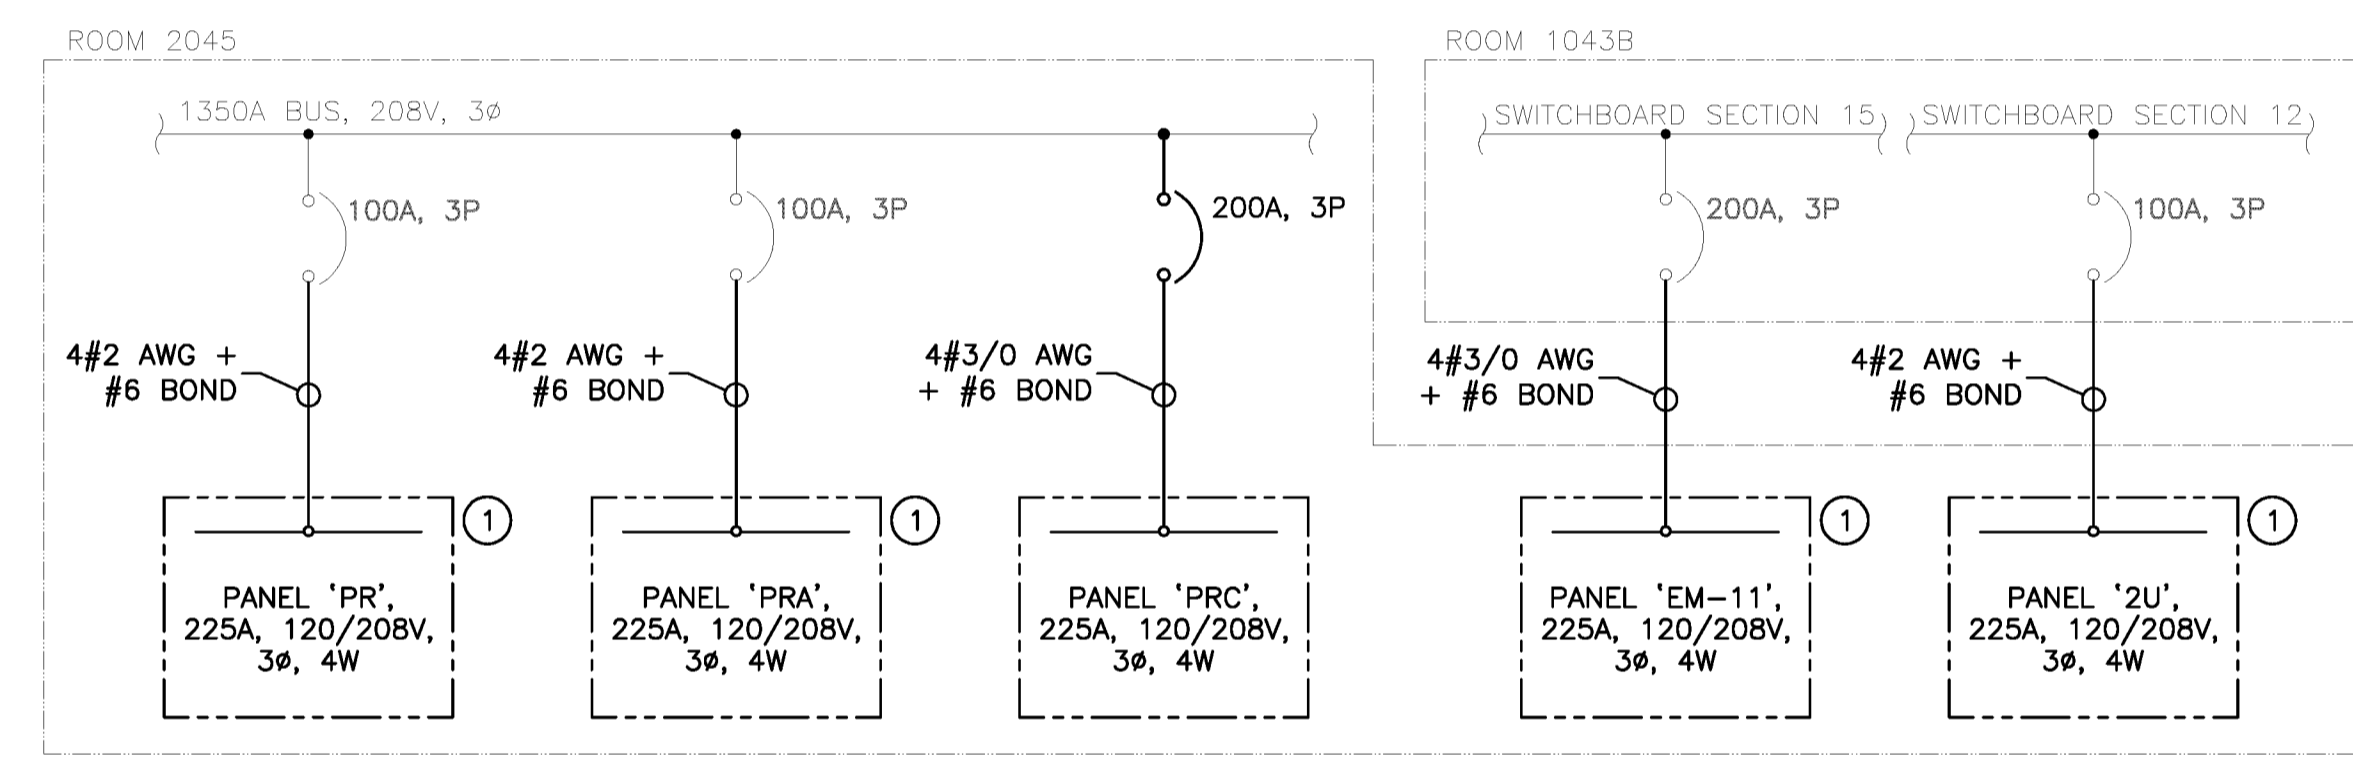 ROOM 2045
ROOM 1043B
1350A BUS, 208V, 3ø
SWITCHBOARD SECTION 15
SWITCHBOARD SECTION 12
100A, 3P
100A, 3P
200A, 3P
200A, 3P
100A, 3P
4#2 AWG +
#6 BOND
4#2 AWG +
#6 BOND
4#3/0 AWG
+ #6 BOND
4#3/0 AWG
+ #6 BOND
4#2 AWG +
#6 BOND
1
1
1
1
PANEL ‘PR’,
225A, 120/208V,
3ø, 4W
PANEL ‘PRA’,
225A, 120/208V,
3ø, 4W
PANEL ‘PRC’,
225A, 120/208V,
3ø, 4W
PANEL ‘EM-11’,
225A, 120/208V,
3ø, 4W
PANEL ‘2U’,
225A, 120/208V,
3ø, 4W